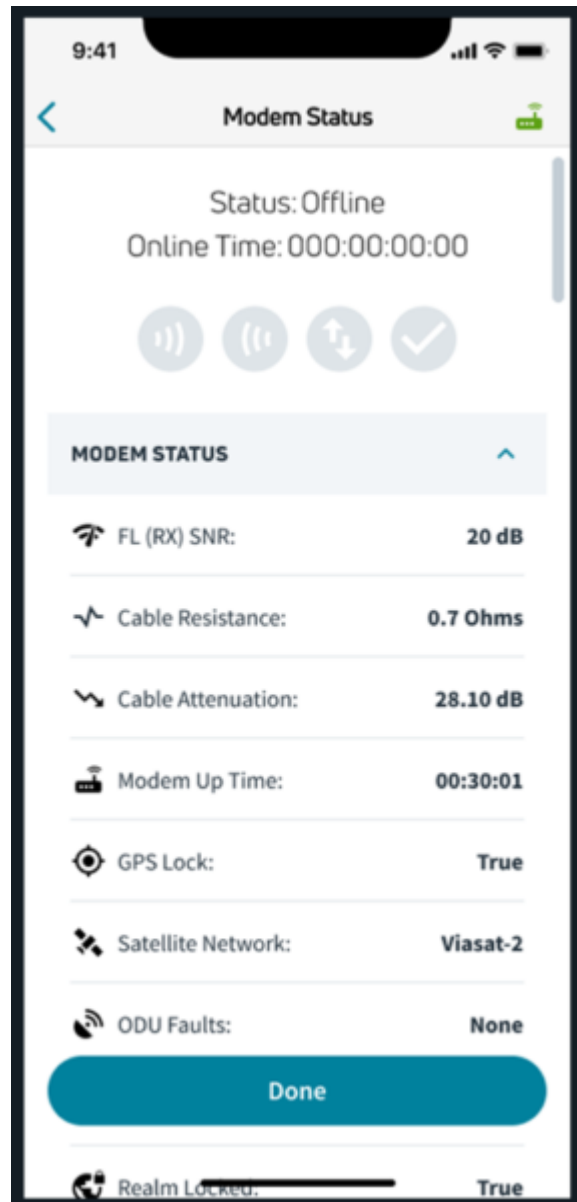 9:41
Modem Status
Status: Offline
Online Time: 000:00:00:00
MODEM STATUS
FL (RX) SNR: 20 dB
Cable Resistance: 0.7 Ohms
Cable Attenuation: 28.10 dB
Modem Up Time: 00:30:01
GPS Lock: True
Satellite Network: Viasat-2
ODU Faults: None
Done
Realm Locked: True